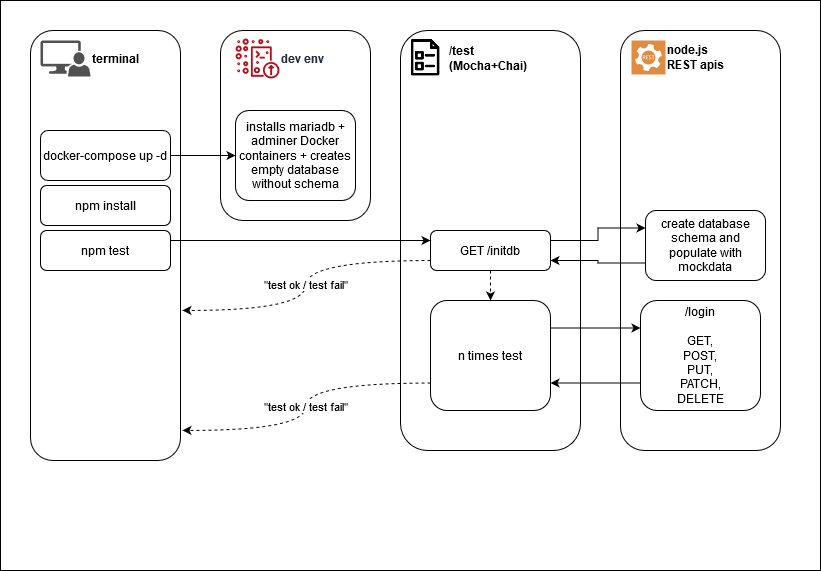 terminal
dev env
/test
(Mocha+Chai)
REST
node.js
REST apis
docker-compose up -d
installs mariadb +
adminer Docker
containers + creates
empty database
without schema
npm install
npm test
GET /initdb
create database
schema and
populate with
mockdata
"test ok / test fail"
n times test
/login
GET,
POST,
PUT,
PATCH,
DELETE
"test ok / test fail"